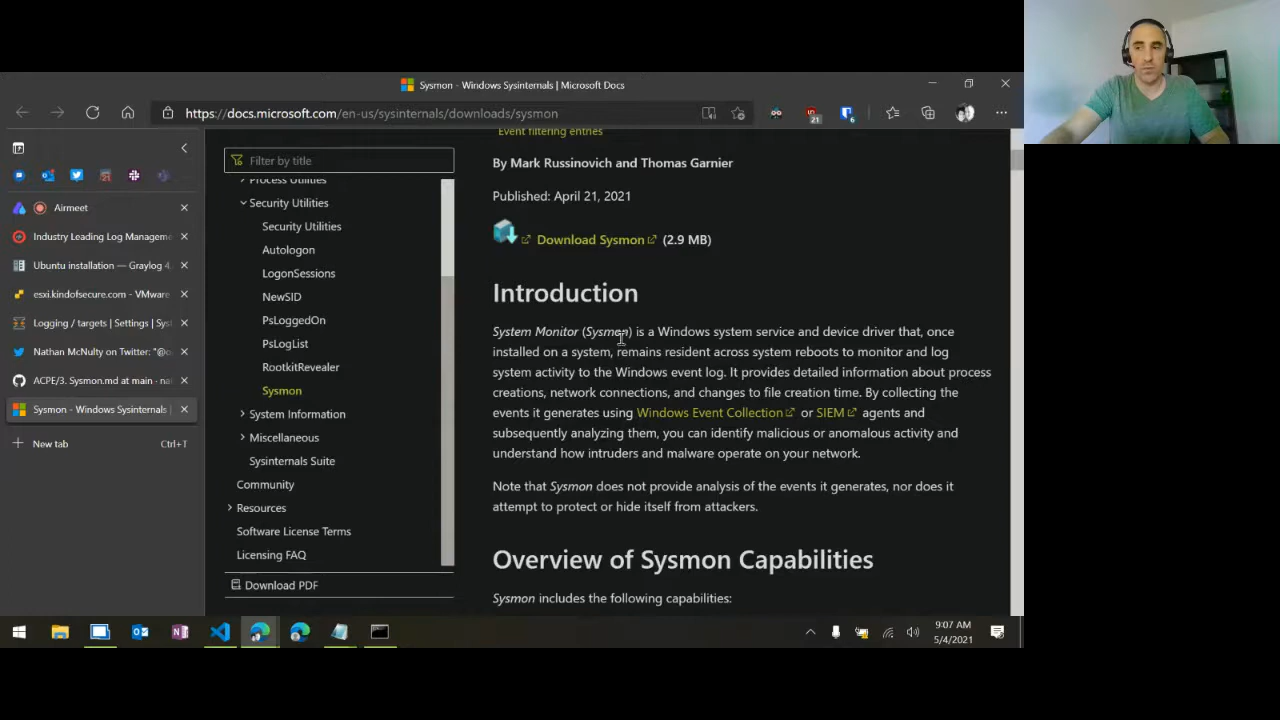 Sysmon - Windows Sysinternals | Microsoft Docs
https://docs.microsoft.com/en-us/sysinternals/downloads/sysmon
21
6
Airmeet
Industry Leading Log Manageme
Ubuntu installation — Graylog 4.
esxi.kindofsecure.com - VMware
Logging / targets | Settings | Syst
Nathan McNulty on Twitter: "@o
ACPE/3. Sysmon.md at main · na
Sysmon - Windows Sysinternals |
New tab Ctrl+T
Filter by title
Process Utilities
Security Utilities
Security Utilities
Autologon
LogonSessions
NewSID
PsLoggedOn
PsLogList
RootkitRevealer
Sysmon
System Information
Miscellaneous
Sysinternals Suite
Community
Resources
Software License Terms
Licensing FAQ
Download PDF
Event filtering entries
By Mark Russinovich and Thomas Garnier
Published: April 21, 2021
Download Sysmon (2.9 MB)
Introduction
System Monitor (Sysmon) is a Windows system service and device driver that, once
installed on a system, remains resident across system reboots to monitor and log
system activity to the Windows event log. It provides detailed information about process
creations, network connections, and changes to file creation time. By collecting the
events it generates using Windows Event Collection or SIEM agents and
subsequently analyzing them, you can identify malicious or anomalous activity and
understand how intruders and malware operate on your network.
Note that Sysmon does not provide analysis of the events it generates, nor does it
attempt to protect or hide itself from attackers.
Overview of Sysmon Capabilities
Sysmon includes the following capabilities:
9:07 AM
5/4/2021